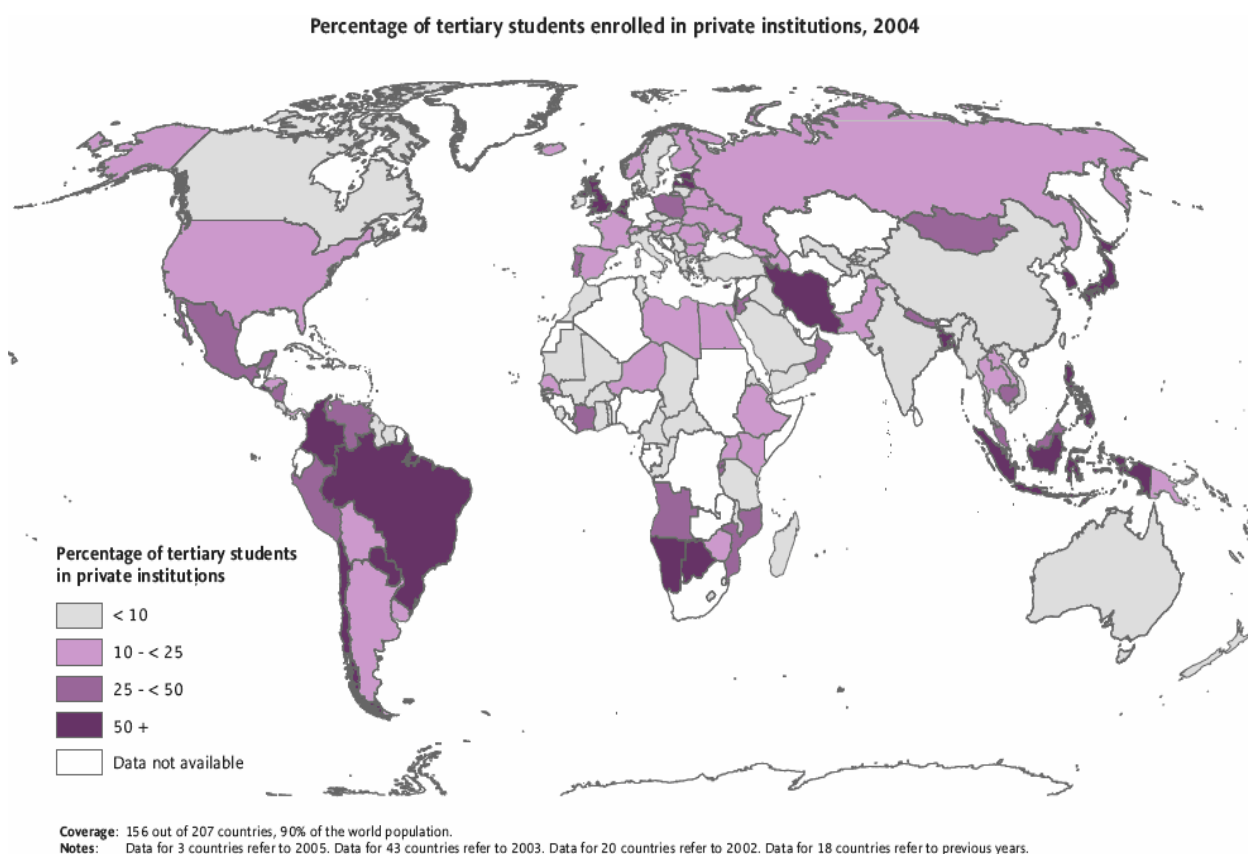 Percentage of tertiary students enrolled in private institutions, 2004
Percentage of tertiary students
in private institutions
< 10
10 - < 25
25 - < 50
50 +
Data not available
Coverage: 156 out of 207 countries, 90% of the world population.
Notes: Data for 3 countries refer to 2005. Data for 43 countries refer to 2003. Data for 20 countries refer to 2002. Data for 18 countries refer to previous years.